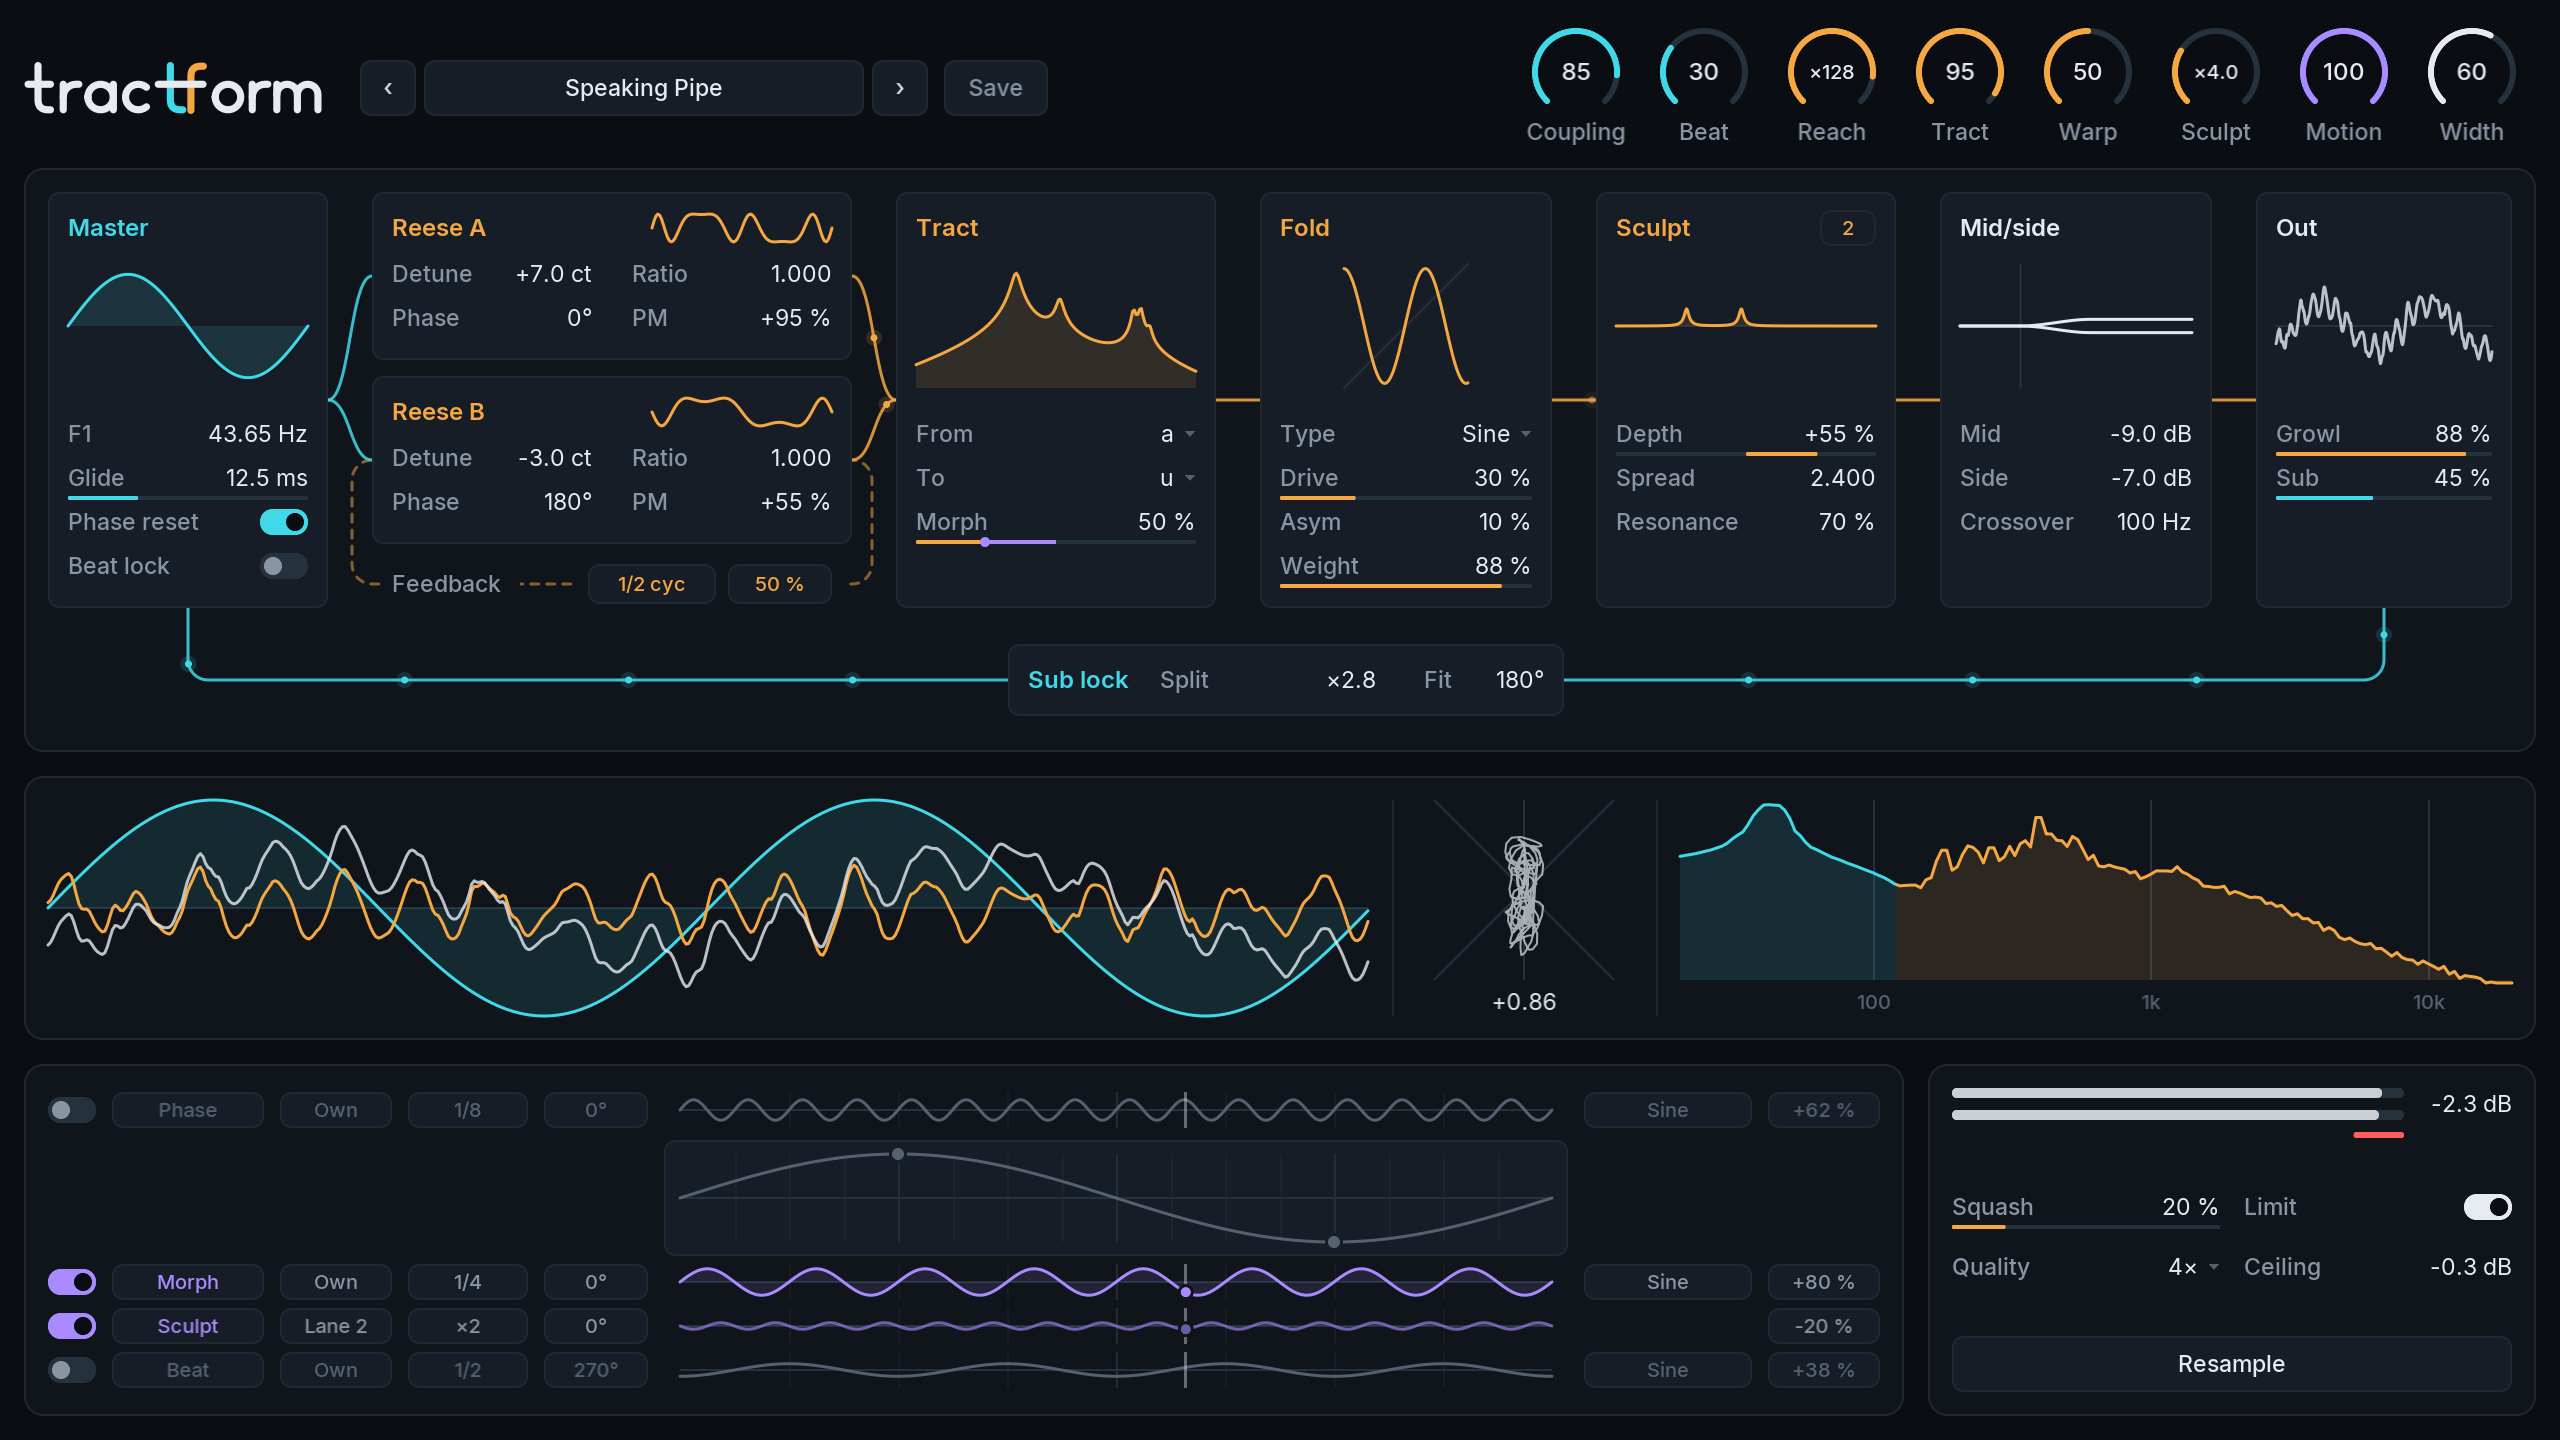 tractform
‹
Speaking Pipe
›
Save
85
30
×128
95
50
×4.0
100
60
Coupling
Beat
Reach
Tract
Warp
Sculpt
Motion
Width
Master
F1 43.65 Hz
Glide 12.5 ms
Phase reset
Beat lock
Reese A
Detune +7.0 ct Ratio 1.000
Phase 0° PM +95 %
Reese B
Detune -3.0 ct Ratio 1.000
Phase 180° PM +55 %
Feedback 1/2 cyc 50 %
Tract
From a
To u
Morph 50 %
Fold
Type Sine
Drive 30 %
Asym 10 %
Weight 88 %
Sculpt 2
Depth +55 %
Spread 2.400
Resonance 70 %
Mid/side
Mid -9.0 dB
Side -7.0 dB
Crossover 100 Hz
Out
Growl 88 %
Sub 45 %
Sub lock Split ×2.8 Fit 180°
+0.86
100 1k 10k
Phase Own 1/8 0° Sine +62 %
Morph Own 1/4 0° Sine +80 %
Sculpt Lane 2 ×2 0° -20 %
Beat Own 1/2 270° Sine +38 %
-2.3 dB
Squash 20 % Limit
Quality 4× Ceiling -0.3 dB
Resample